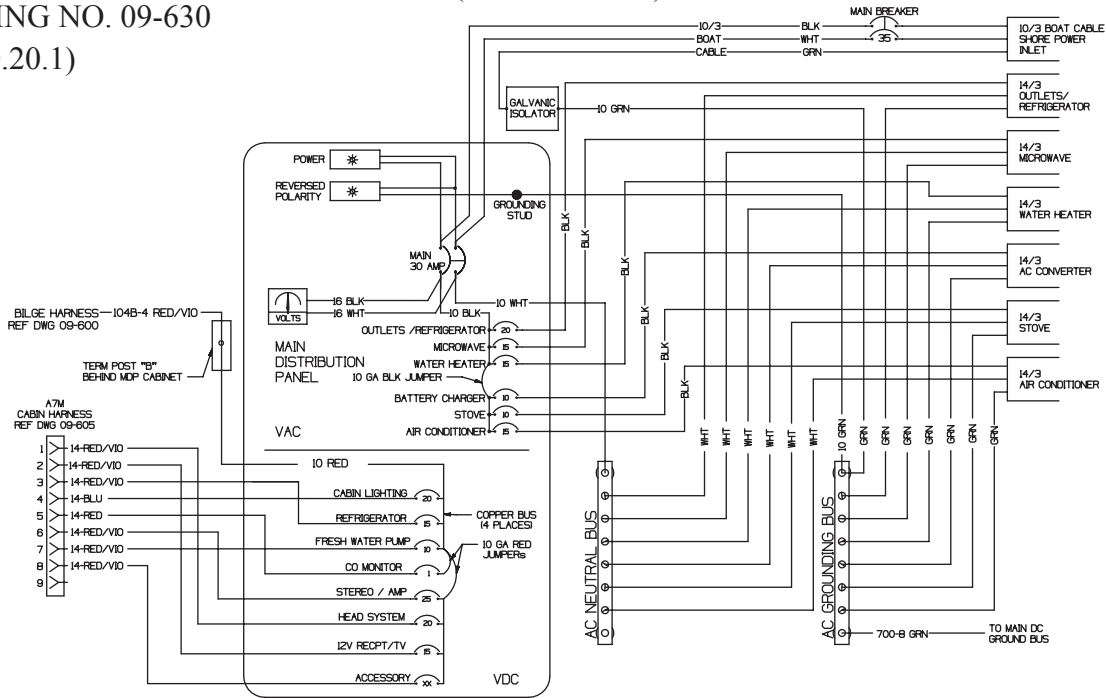 ING NO. 09-630
.20.1)
MAIN BREAKER
10/3
BLK
BOAT
WHT
35
CABLE
GRN
10/3 BOAT CABLE
SHORE POWER
INLET
GALVANIC
ISOLATOR
10 GRN
14/3
OUTLETS/
REFRIGERATOR
14/3
MICROWAVE
14/3
WATER HEATER
14/3
AC CONVERTER
14/3
STOVE
14/3
AIR CONDITIONER
POWER
REVERSED
POLARITY
GROUNDING
STUD
MAIN
30 AMP
VOLTS
16 BLK
16 WHT
10 BLK
10 WHT
BLK
BLK
BLK
BLK
BLK
BLK
OUTLETS /REFRIGERATOR
20
MICROWAVE
15
WATER HEATER
15
10 GA BLK JUMPER
BATTERY CHARGER
10
STOVE
10
AIR CONDITIONER
15
MAIN
DISTRIBUTION
PANEL
VAC
BILGE HARNESS
104B-4 RED/VIO
REF DWG 09-600
TERM POST "B"
BEHIND MDP CABINET
A7M
CABIN HARNESS
REF DWG 09-605
1
14-RED/VIO
2
14-RED/VIO
3
14-RED/VIO
4
14-BLU
5
14-RED
6
14-RED/VIO
7
14-RED/VIO
8
14-RED/VIO
9
10 RED
CABIN LIGHTING
20
REFRIGERATOR
15
FRESH WATER PUMP
10
CO MONITOR
1
STEREO / AMP
25
HEAD SYSTEM
20
12V RECPT/TV
15
ACCESSORY
XX
COPPER BUS
(4 PLACES)
10 GA RED
JUMPERs
VDC
WHT
WHT
WHT
WHT
WHT
WHT
10 GRN
GRN
GRN
GRN
GRN
GRN
GRN
GRN
AC NEUTRAL BUS
AC GROUNDING BUS
700-B GRN
TO MAIN DC
GROUND BUS